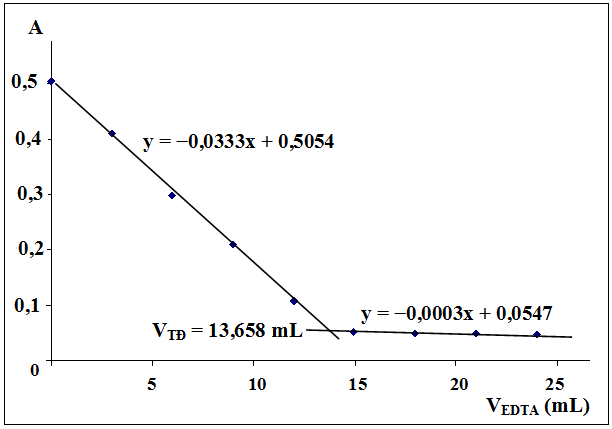 A
0,5
0,4
y = −0,0333x + 0,5054
0,3
0,2
0,1
y = −0,0003x + 0,0547
VTĐ = 13,658 mL
0
5
10
15
20
25
VEDTA (mL)